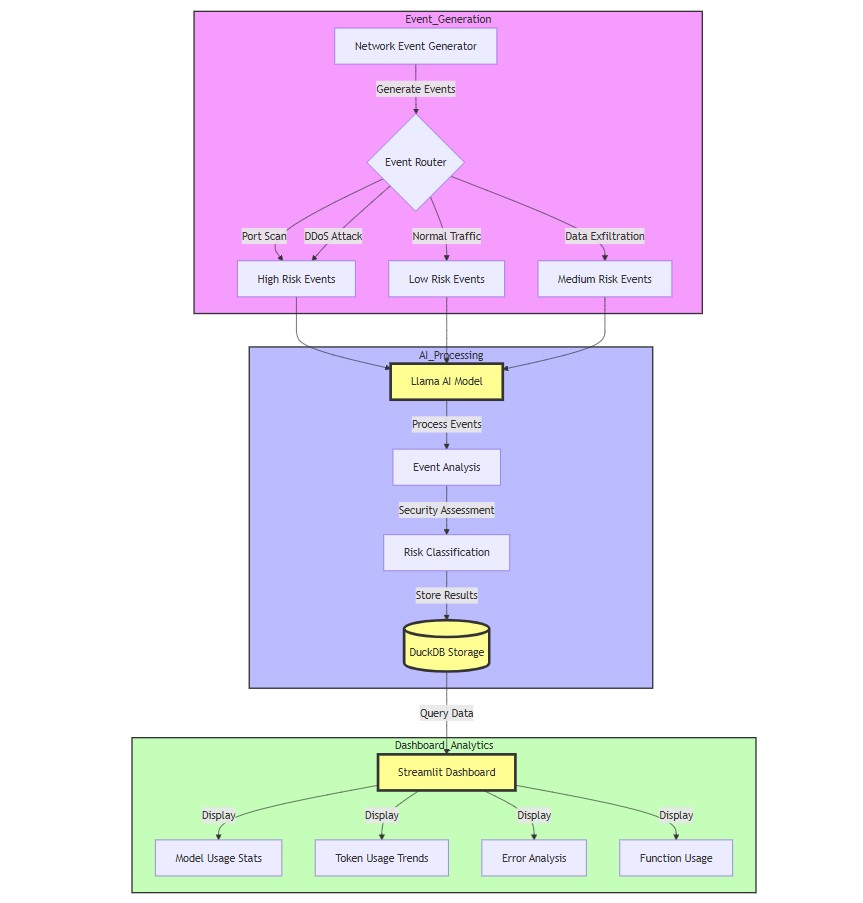 Event_Generation
Network Event Generator
Generate Events
Event Router
Port Scan
DDoS Attack
Normal Traffic
Data Exfiltration
High Risk Events
Low Risk Events
Medium Risk Events
AI_Processing
Llama AI Model
Process Events
Event Analysis
Security Assessment
Risk Classification
Store Results
DuckDB Storage
Query Data
Dashboard_Analytics
Streamlit Dashboard
Display
Display
Display
Display
Model Usage Stats
Token Usage Trends
Error Analysis
Function Usage